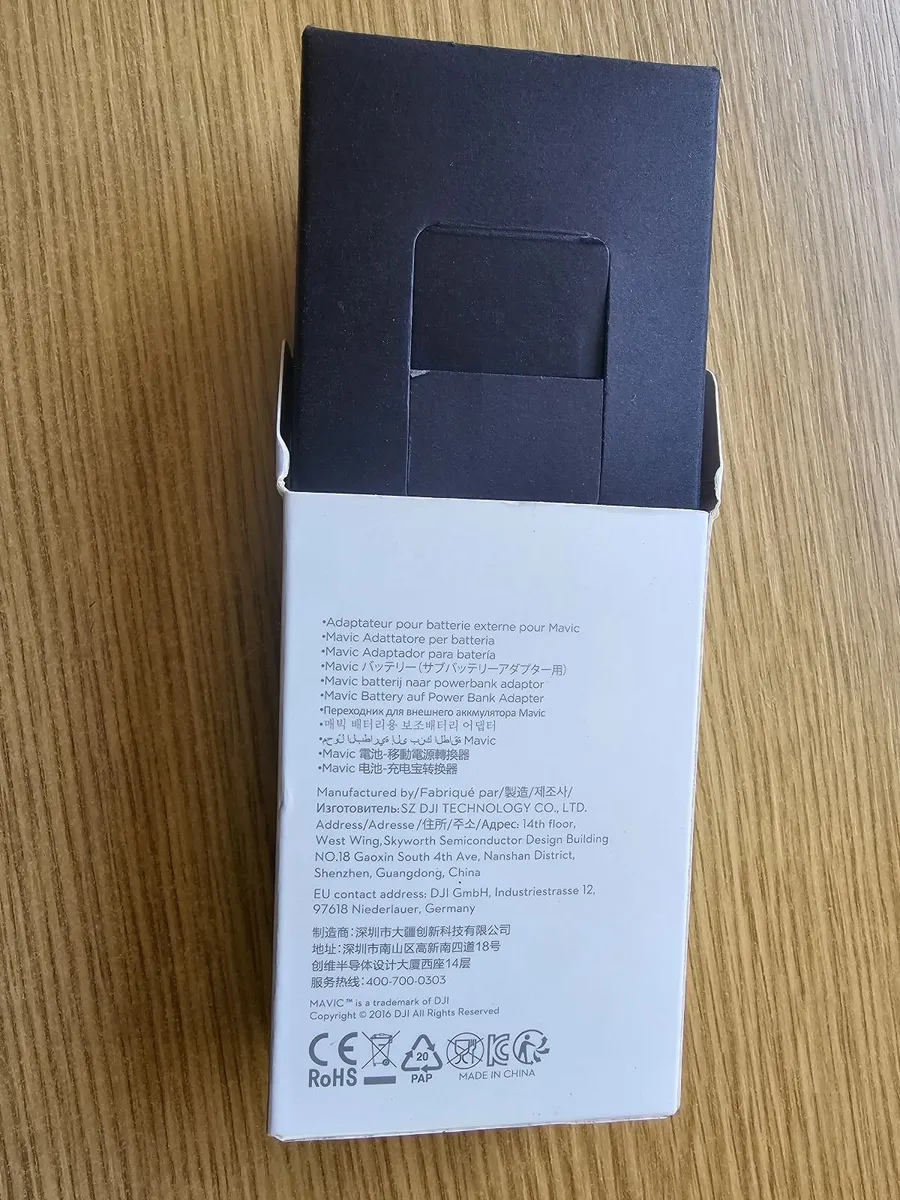 •Adaptateur pour batterie externe pour Mavic
•Mavic Adattatore per batteria
•Mavic Adaptador para batería
•Mavic バッテリー(サブバッテリーアダプター用)
•Mavic batterij naar powerbank adaptor
•Mavic Battery auf Power Bank Adapter
•Переходник для внешнего аккумулятора Mavic
•매빅 배터리용 보조배터리 어댑터
•محول البطارية إلى بنك الطاقة Mavic
•Mavic 電池-移動電源轉換器
•Mavic 电池-充电宝转换器
Manufactured by/Fabriqué par/製造/제조사/
Изготовитель:SZ DJI TECHNOLOGY CO., LTD.
Address/Adresse/住所/주소/Адрес: 14th floor,
West Wing,Skyworth Semiconductor Design Building
NO.18 Gaoxin South 4th Ave, Nanshan District,
Shenzhen, Guangdong, China
EU contact address: DJI GmbH, Industriestrasse 12,
97618 Niederlauer, Germany
制造商:深圳市大疆创新科技有限公司
地址:深圳市南山区高新南四道18号
创维半导体设计大厦西座14层
服务热线:400-700-0303
MAVIC™ is a trademark of DJI
Copyright © 2016 DJI All Rights Reserved
CE
RoHS
20
PAP
MADE IN CHINA